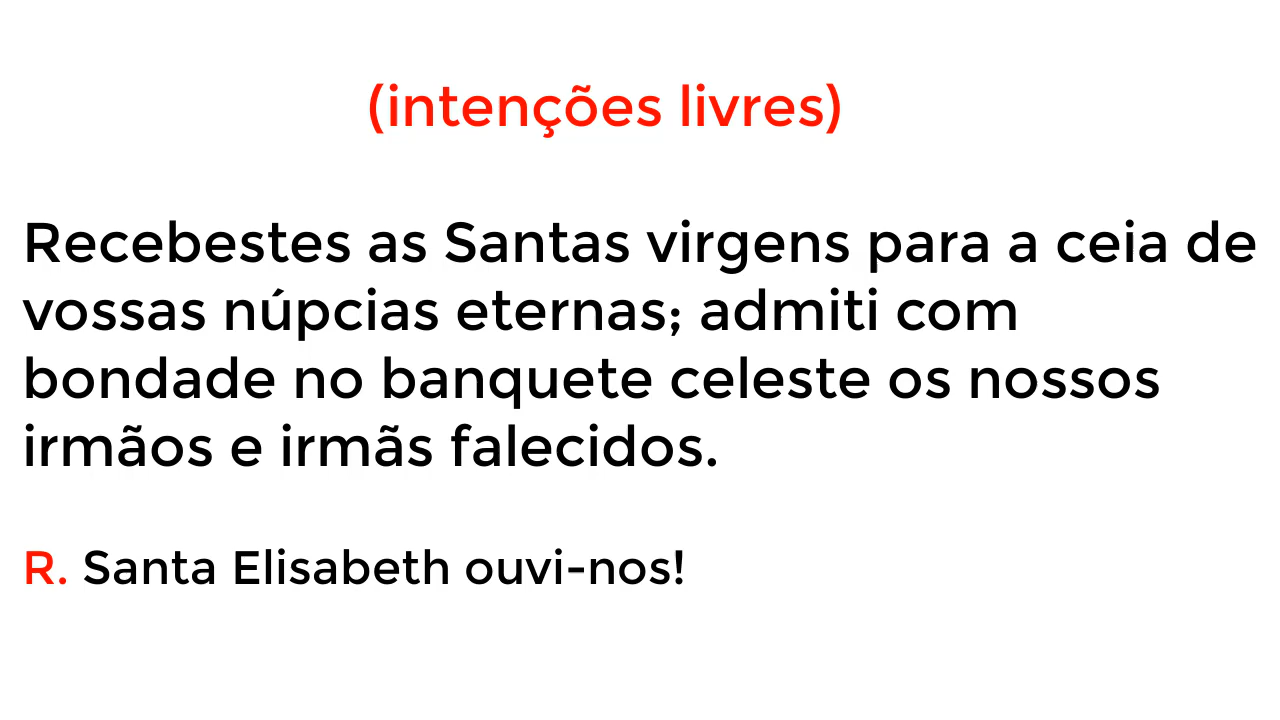 (intenções livres)
Recebestes as Santas virgens para a ceia de
vossas núpcias eternas; admiti com
bondade no banquete celeste os nossos
irmãos e irmãs falecidos.
R. Santa Elisabeth ouvi-nos!